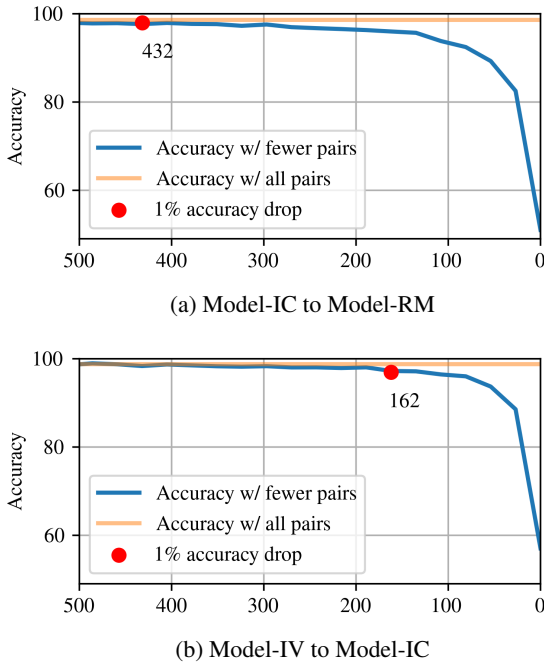 100
80
60
Accuracy
432
Accuracy w/ fewer pairs
Accuracy w/ all pairs
1% accuracy drop
500 400 300 200 100 0
(a) Model-IC to Model-RM
100
80
60
Accuracy
162
Accuracy w/ fewer pairs
Accuracy w/ all pairs
1% accuracy drop
500 400 300 200 100 0
(b) Model-IV to Model-IC